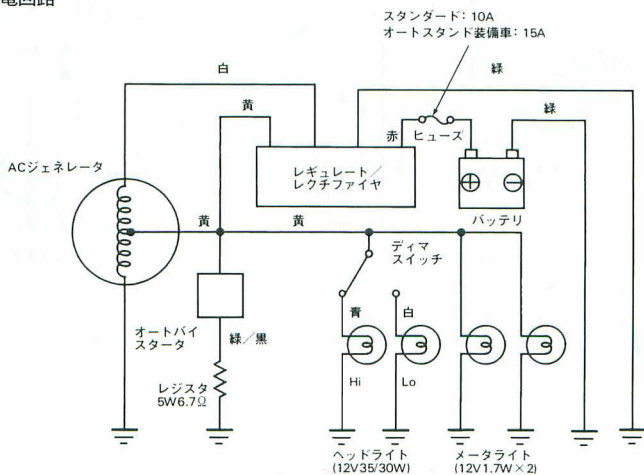 電回路
スタンダード：10A
オートスタンド装備車：15A
白
緑
黄
赤
ヒューズ
緑
ACジェネレータ
レギュレート／
レクチファイヤ
バッテリ
黄
黄
ディマ
スイッチ
オートバイ
スタータ
緑／黒
青
白
レジスタ
5W6.7Ω
Hi
Lo
ヘッドライト
(12V35/30W)
メータライト
(12V1.7W×2)